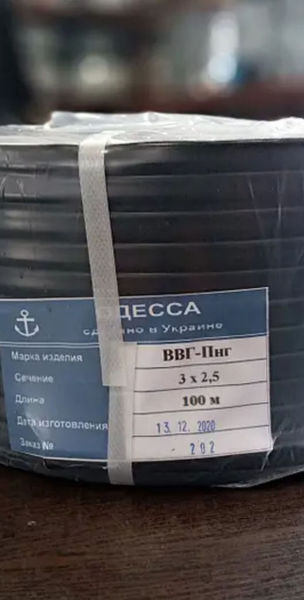 ОДЕССА
сделано в Украине
Марка изделия ВВГ-Пнг
Сечение 3 х 2,5
Длина 100 м
Дата изготовления 13.12.2020
Заказ № 202